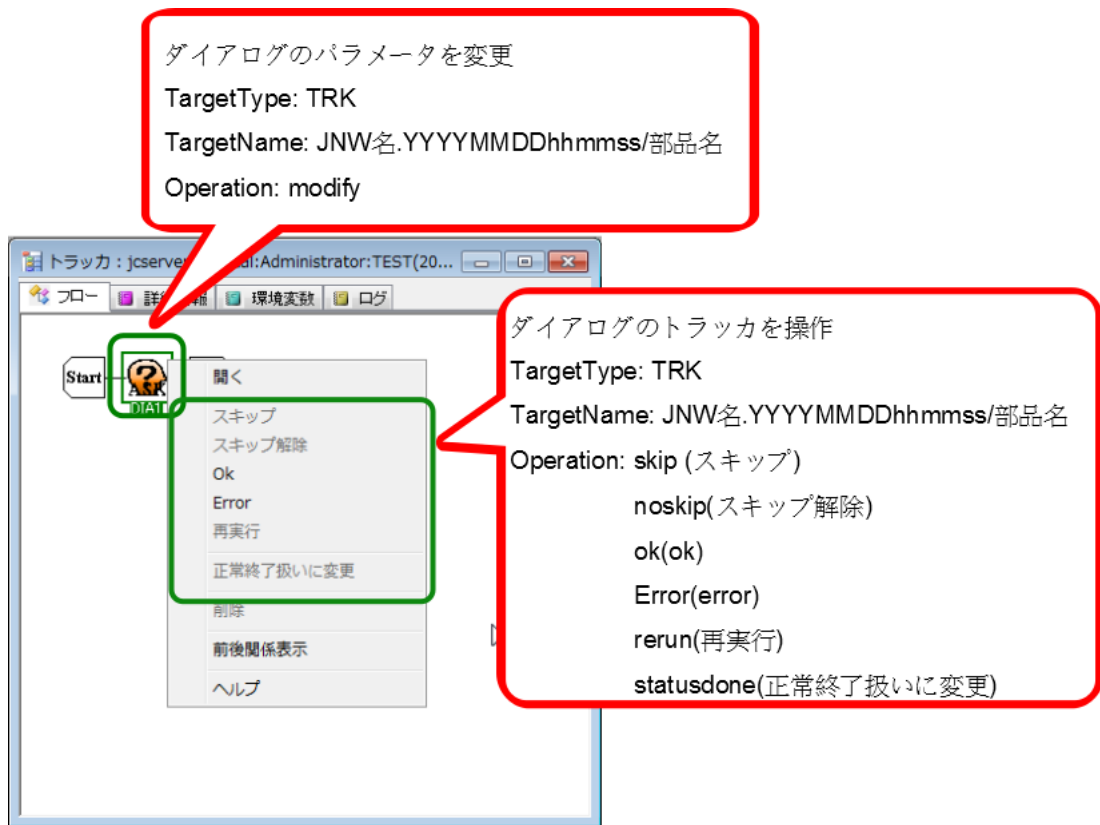 ダイアログのパラメータを変更
TargetType: TRK
TargetName: JNW名.YYYYMMDDhhmmss/部品名
Operation: modify
トラッカ : jcserver al:Administrator:TEST(20...
フロー 詳細 報 環境変数 ログ
Start
ASK
DIA1
開く
スキップ
スキップ解除
Ok
Error
再実行
正常終了扱いに変更
削除
前後関係表示
ヘルプ
ダイアログのトラッカを操作
TargetType: TRK
TargetName: JNW名.YYYYMMDDhhmmss/部品名
Operation: skip (スキップ)
noskip(スキップ解除)
ok(ok)
Error(error)
rerun(再実行)
statusdone(正常終了扱いに変更)